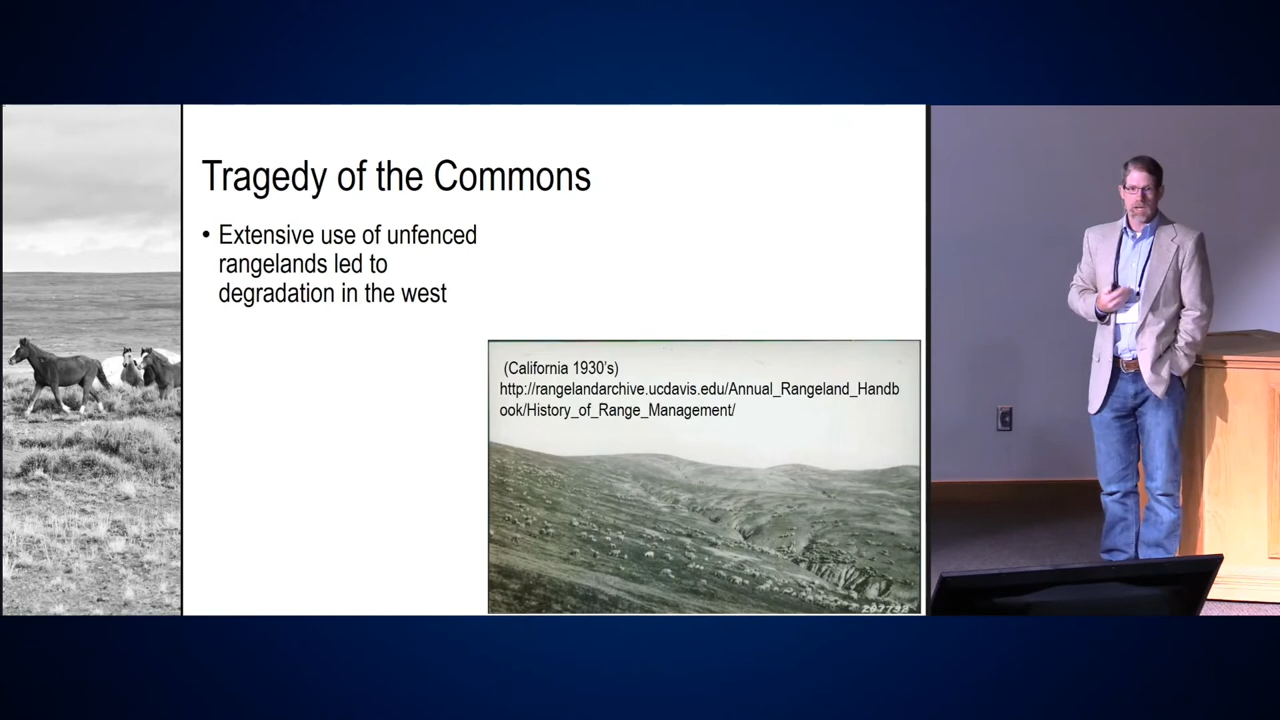 Tragedy of the Commons
• Extensive use of unfenced
rangelands led to
degradation in the west
(California 1930's)
http://rangelandarchive.ucdavis.edu/Annual_Rangeland_Handb
ook/History_of_Range_Management/